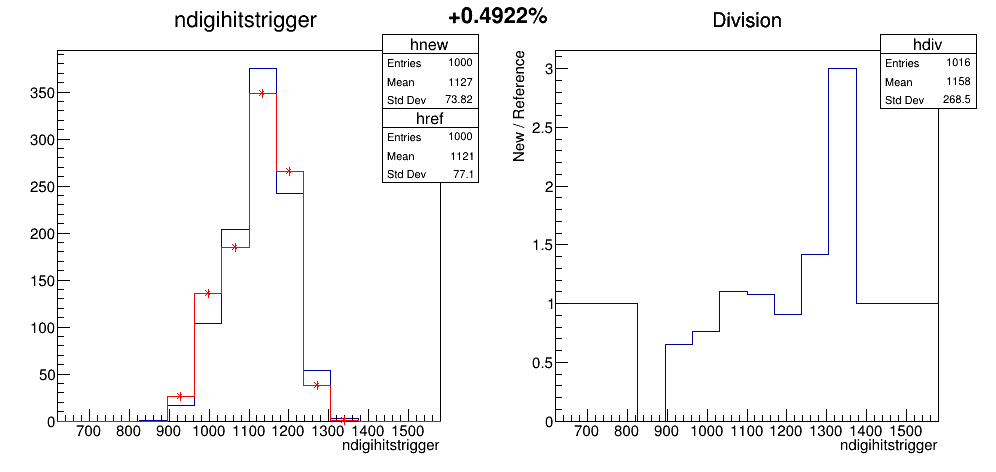 +0.4922%
ndigihitstrigger
hnew
Entries 1000
Mean 1127
Std Dev 73.82
href
Entries 1000
Mean 1121
Std Dev 77.1
350
300
250
200
150
100
50
0
700 800 900 1000 1100 1200 1300 1400 1500
ndigihitstrigger
Division
hdiv
Entries 1016
Mean 1158
Std Dev 268.5
New / Reference
3
2.5
2
1.5
1
0.5
0
700 800 900 1000 1100 1200 1300 1400 1500
ndigihitstrigger